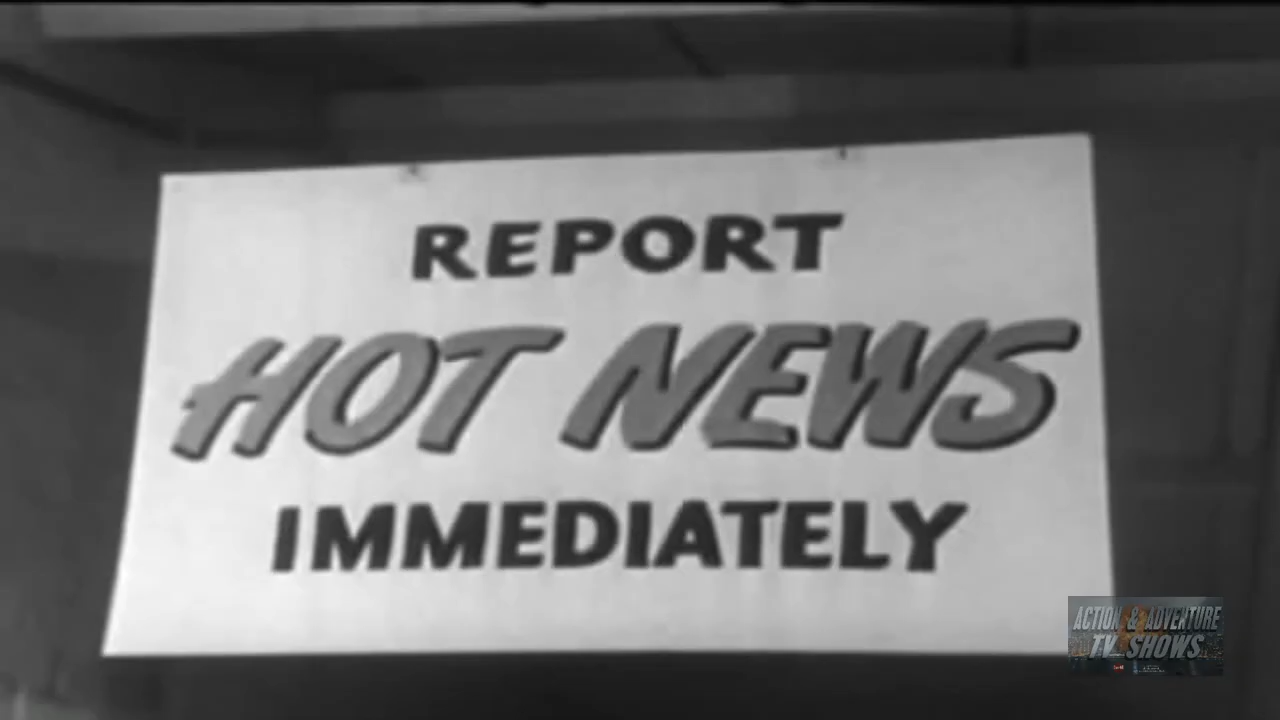 REPORT
HOT NEWS
IMMEDIATELY
ACTION & ADVENTURE
TV SHOWS